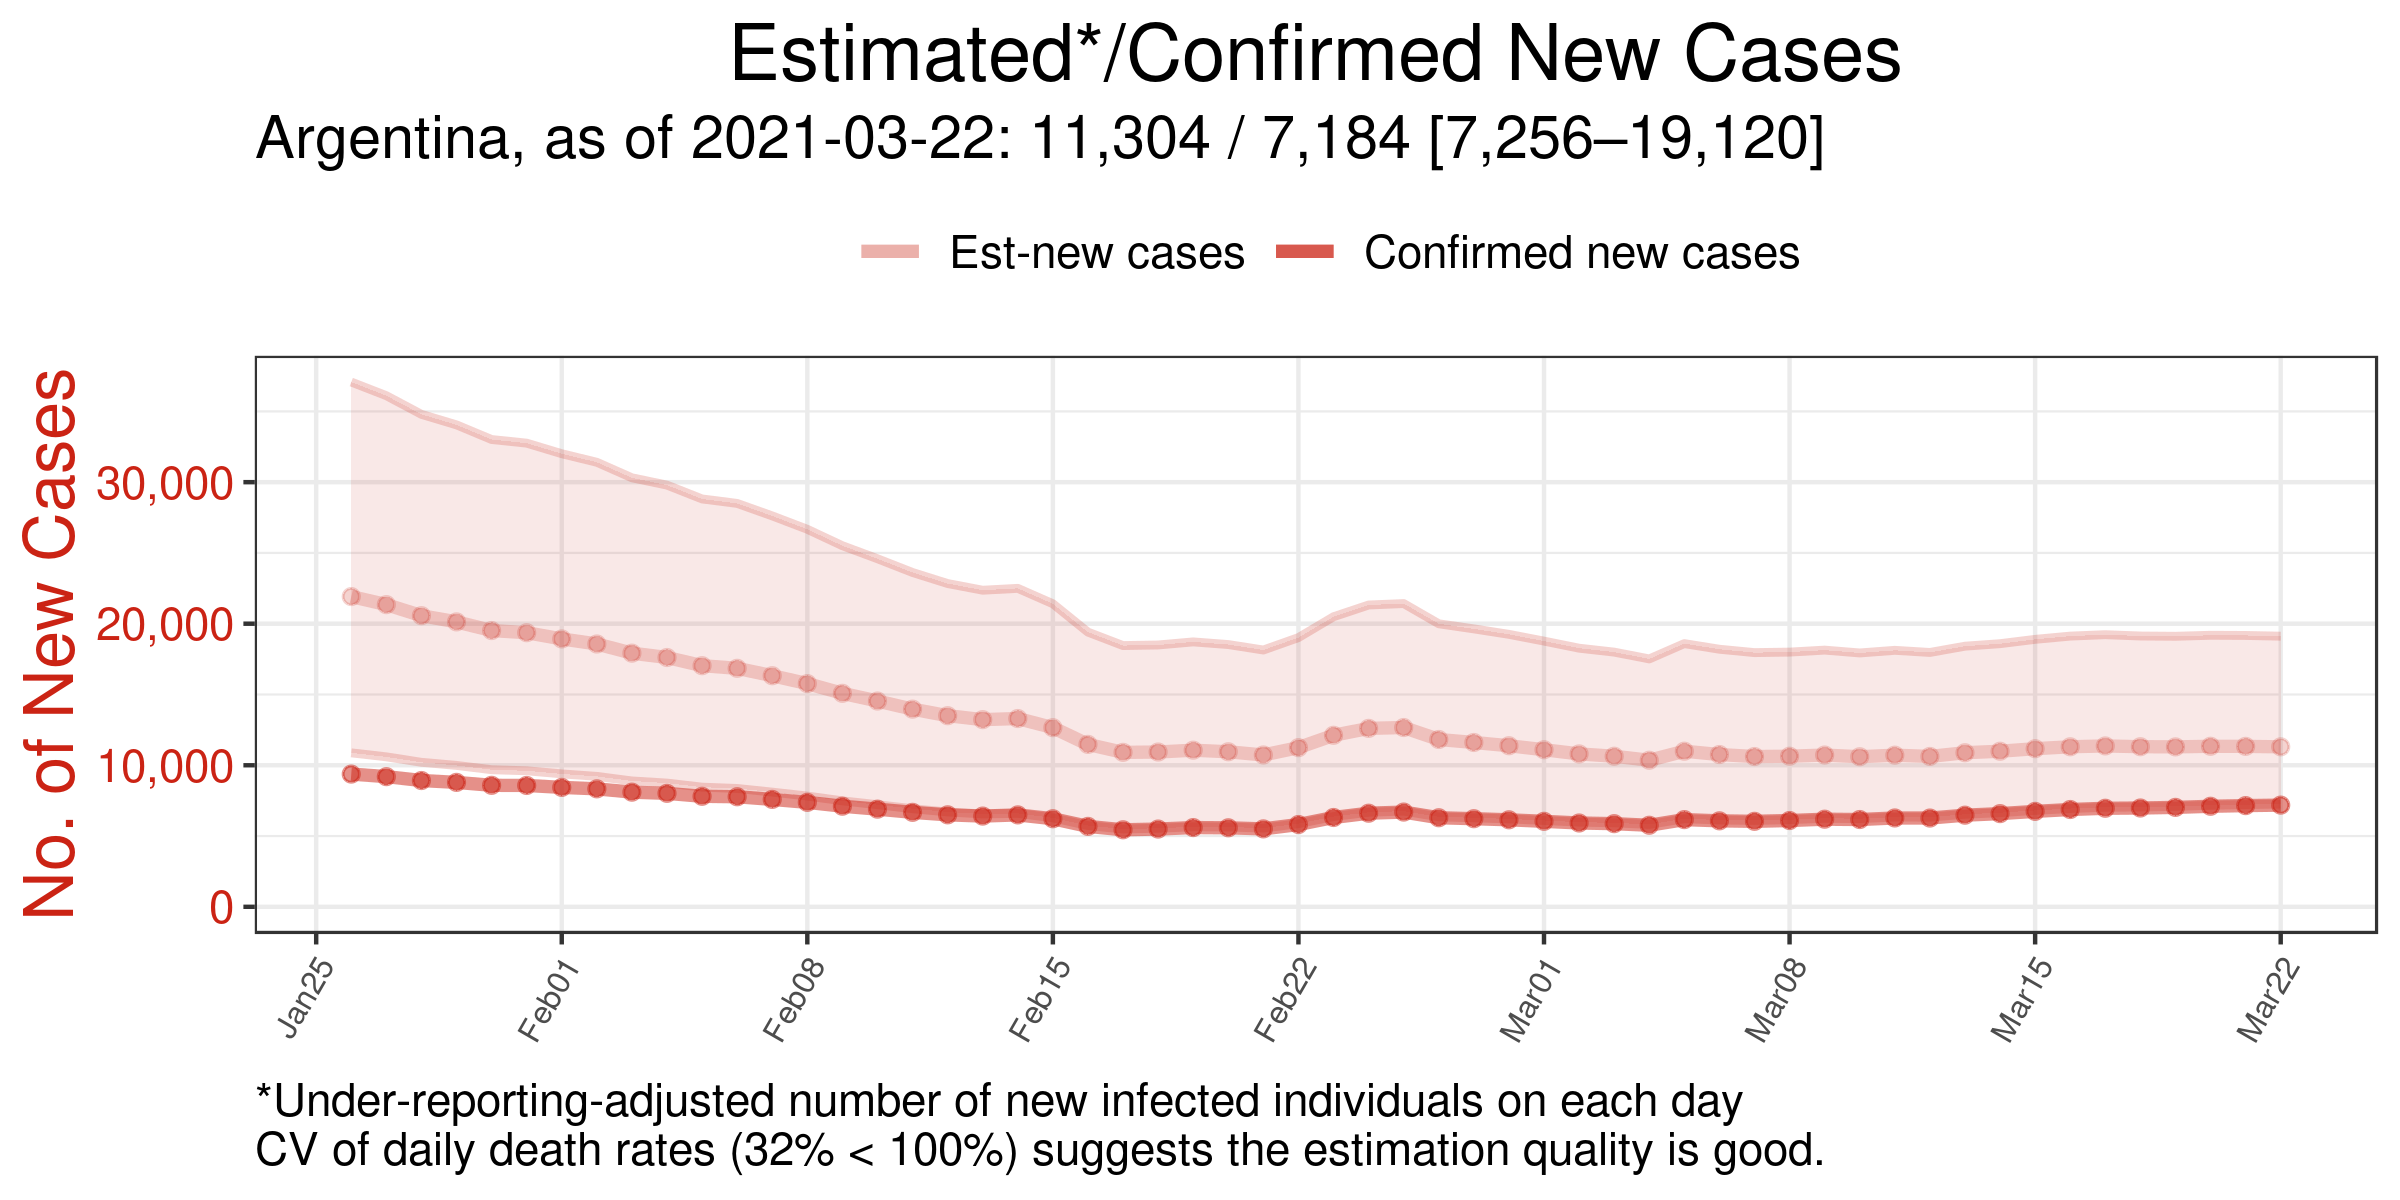 Estimated*/Confirmed New Cases
Argentina, as of 2021-03-22: 11,304 / 7,184 [7,256–19,120]
Est-new cases
Confirmed new cases
No. of New Cases
30,000
20,000
10,000
0
Jan25
Feb01
Feb08
Feb15
Feb22
Mar01
Mar08
Mar15
Mar22
*Under-reporting-adjusted number of new infected individuals on each day
CV of daily death rates (32% < 100%) suggests the estimation quality is good.